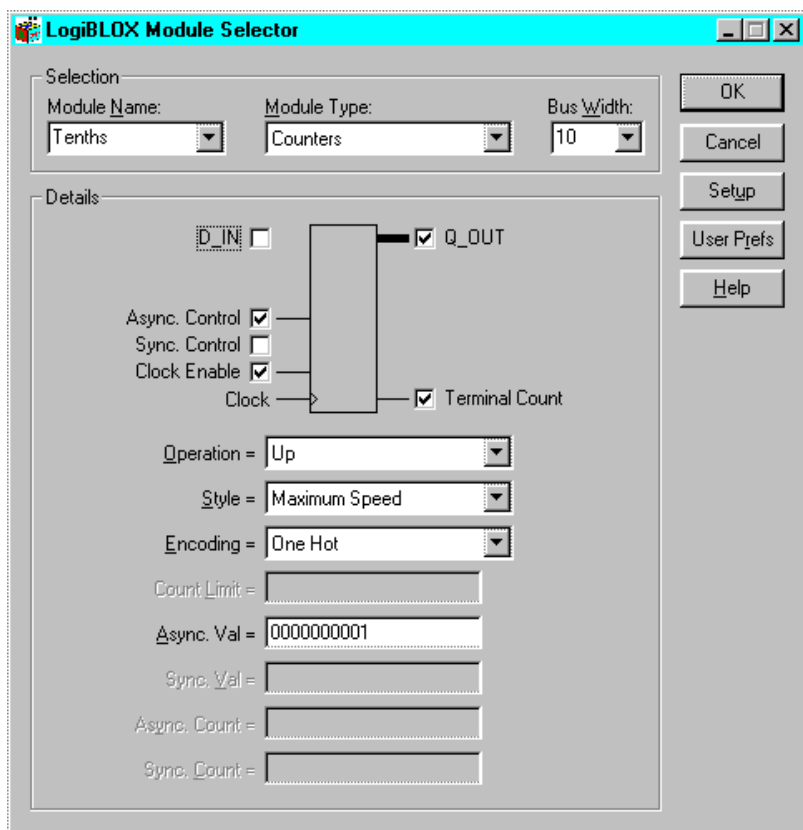 LogiBLOX Module Selector
Selection
Module Name: Module Type: Bus Width:
Tenths Counters 10
OK
Cancel
Setup
User Prefs
Help
Details
D_IN Q_OUT
Async. Control
Sync. Control
Clock Enable
Clock Terminal Count
Operation = Up
Style = Maximum Speed
Encoding = One Hot
Count Limit =
Async. Val = 0000000001
Sync. Val =
Async. Count =
Sync. Count =